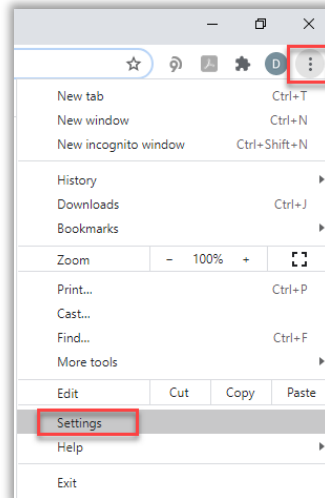 D
New tab Ctrl+T
New window Ctrl+N
New incognito window Ctrl+Shift+N
History
Downloads Ctrl+J
Bookmarks
Zoom - 100% +
Print... Ctrl+P
Cast...
Find... Ctrl+F
More tools
Edit Cut Copy Paste
Settings
Help
Exit